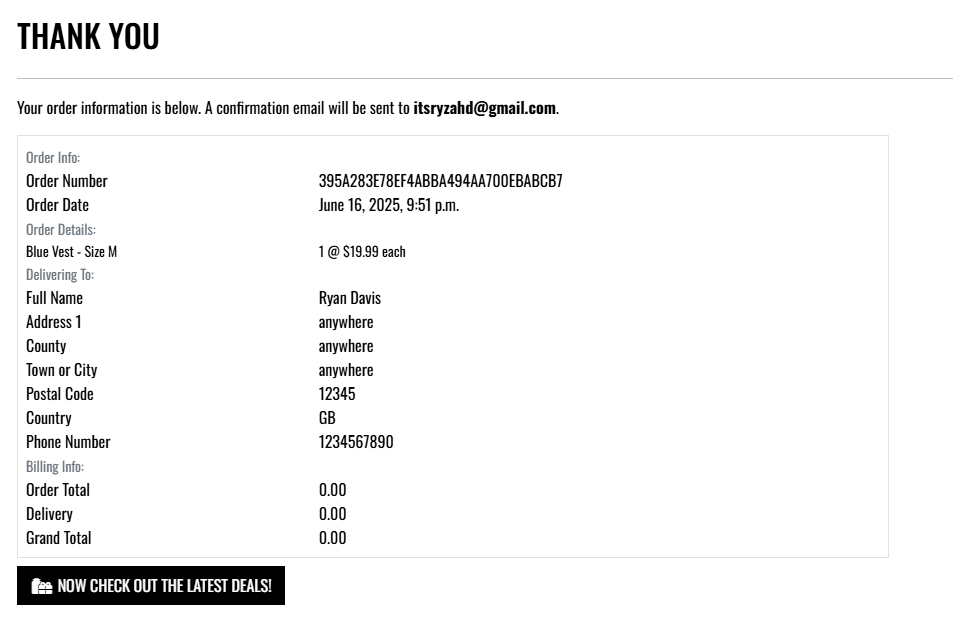 THANK YOU
Your order information is below. A confirmation email will be sent to itsryzahd@gmail.com.
Order Info:
Order Number 395A283E78EF4ABBA494AA700EBABCB7
Order Date June 16, 2025, 9:51 p.m.
Order Details:
Blue Vest - Size M 1 @ $19.99 each
Delivering To:
Full Name Ryan Davis
Address 1 anywhere
County anywhere
Town or City anywhere
Postal Code 12345
Country GB
Phone Number 1234567890
Billing Info:
Order Total 0.00
Delivery 0.00
Grand Total 0.00
NOW CHECK OUT THE LATEST DEALS!